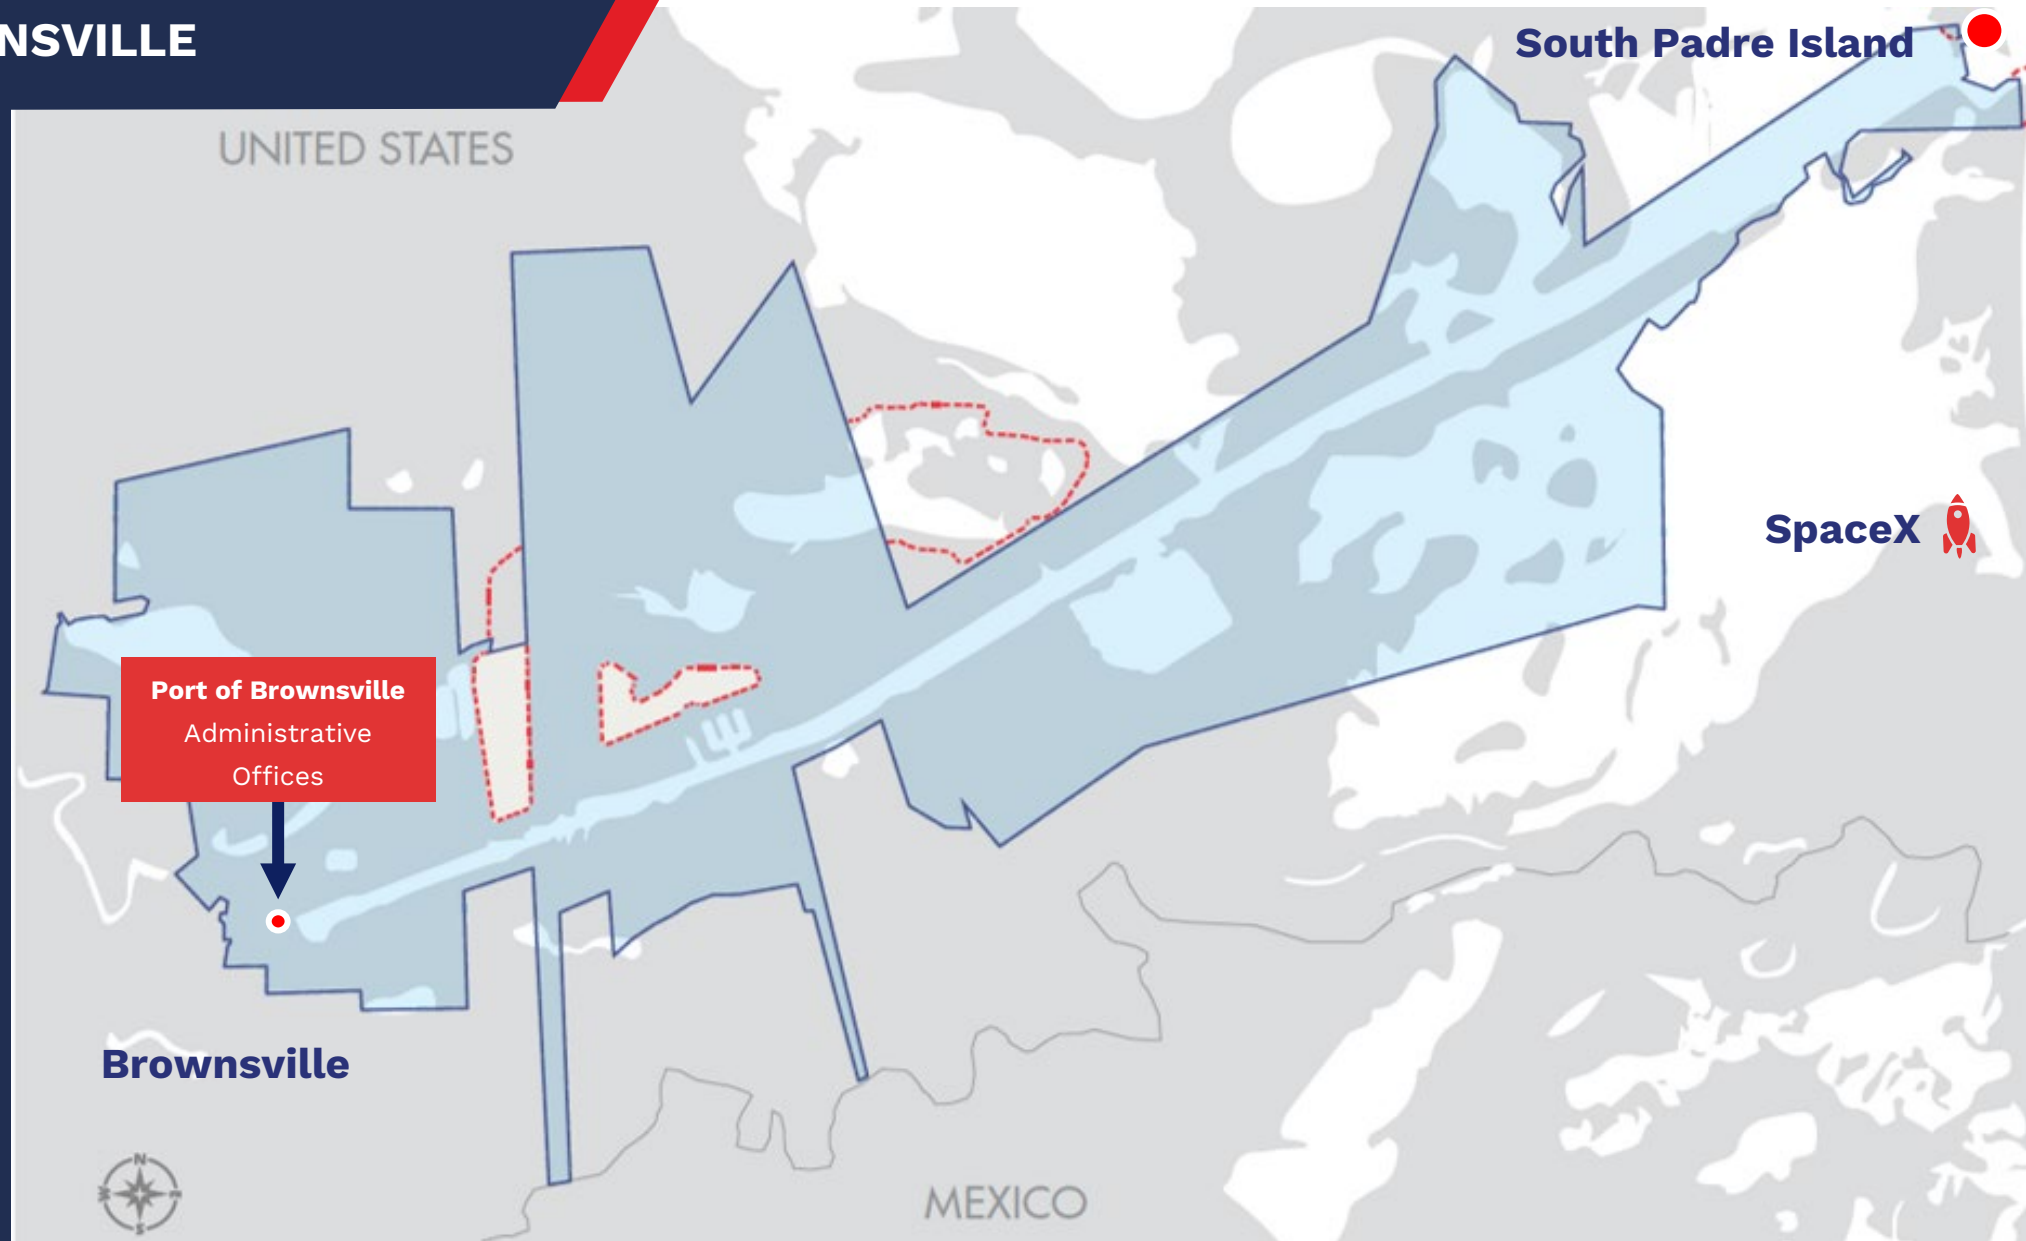 NSVILLE
South Padre Island
UNITED STATES
SpaceX
Port of Brownsville
Administrative
Offices
Brownsville
N
W
S
MEXICO